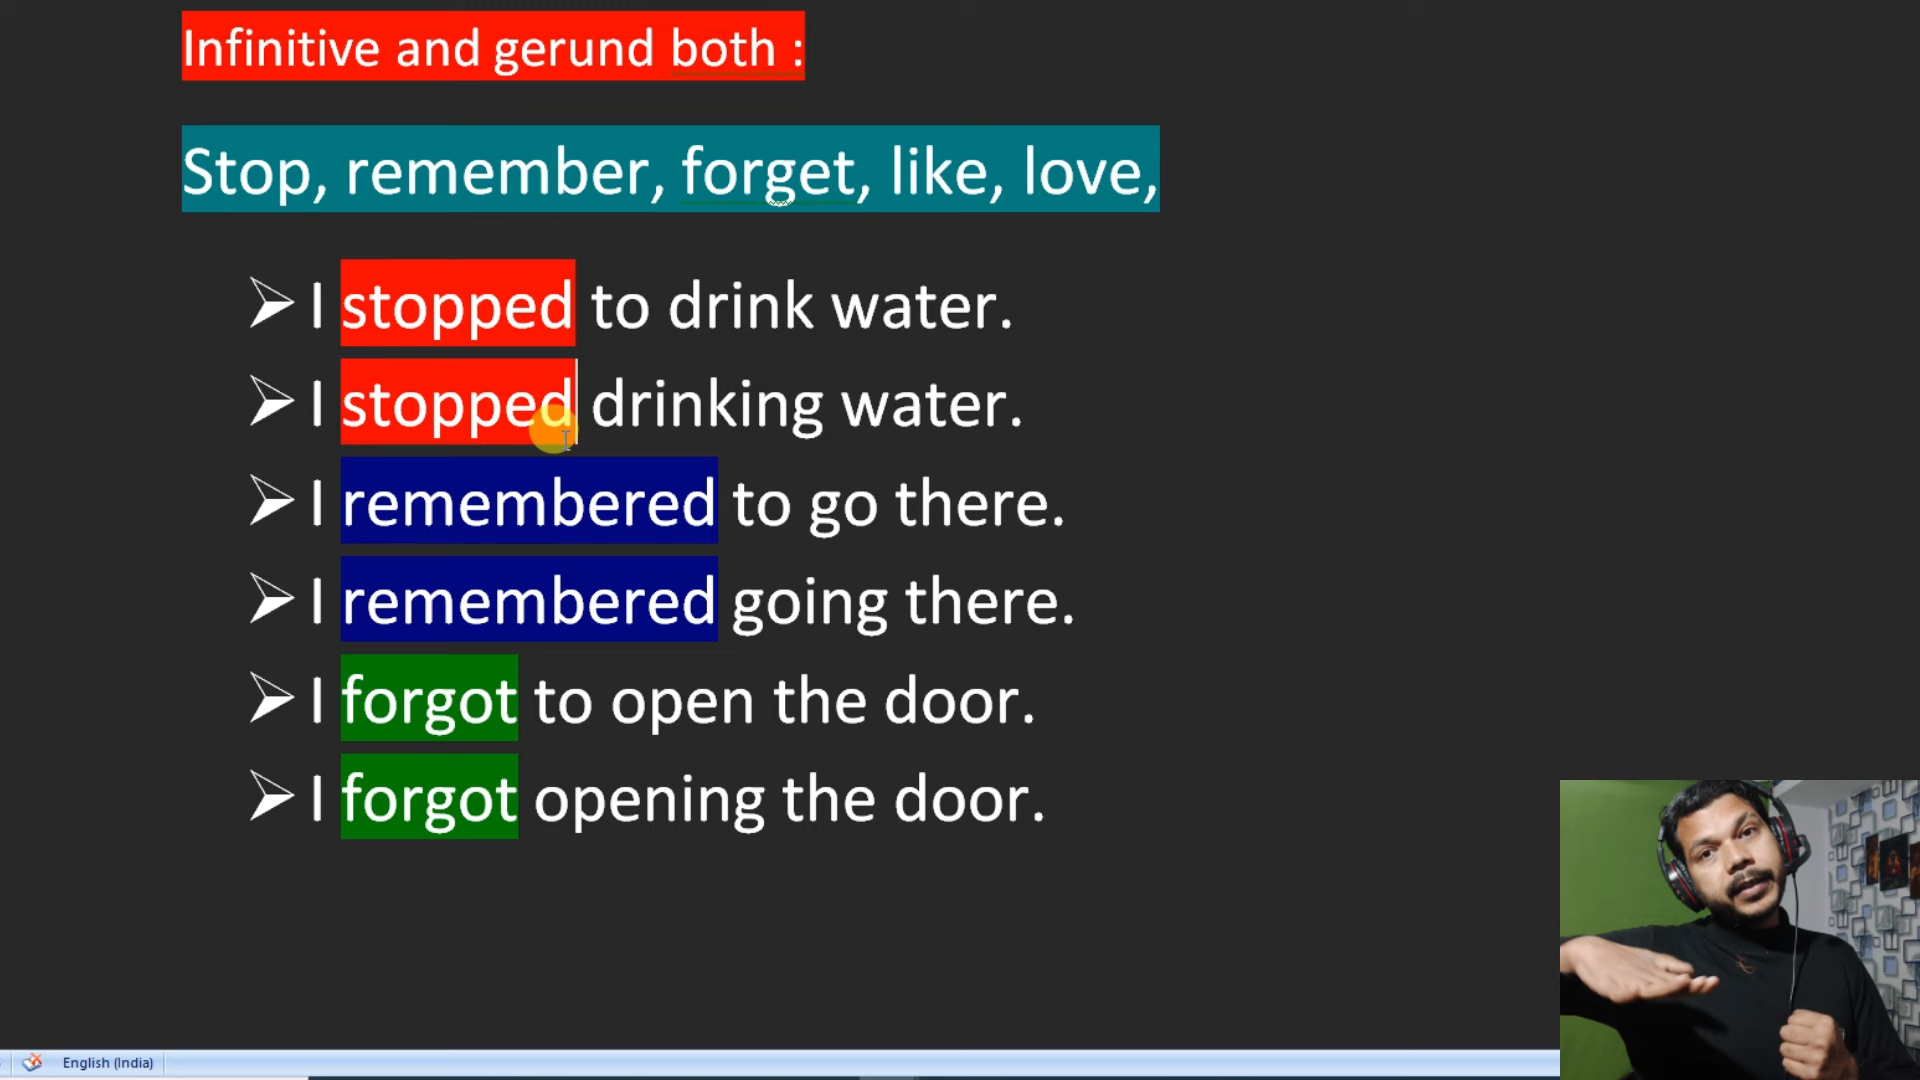 Infinitive and gerund both :
Stop, remember, forget, like, love,
➢ I stopped to drink water.
➢ I stopped drinking water.
➢ I remembered to go there.
➢ I remembered going there.
➢ I forgot to open the door.
➢ I forgot opening the door.
English (India)